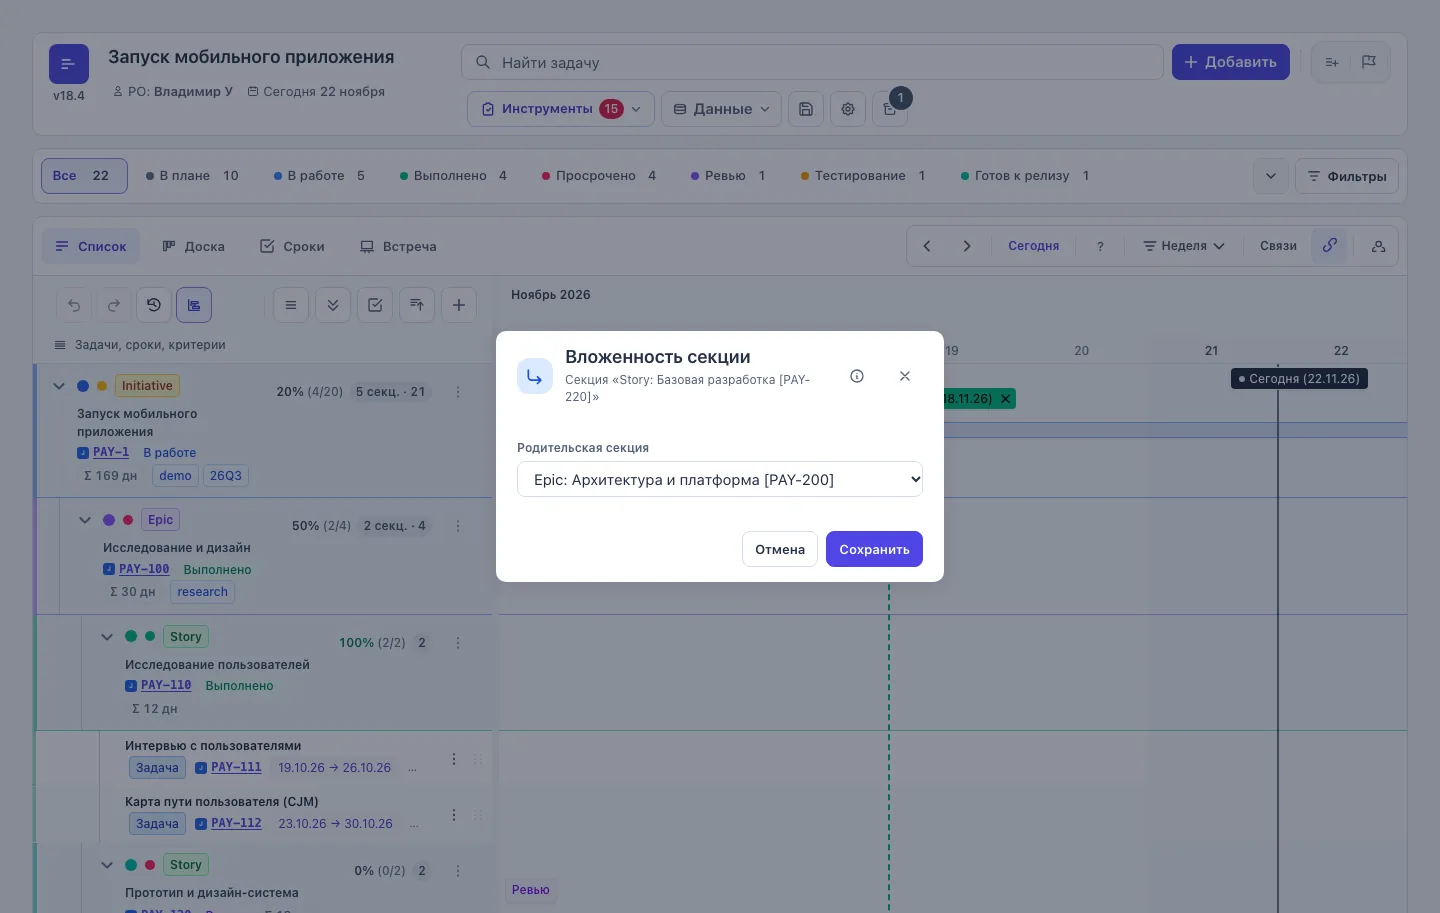 Запуск мобильного приложения
v18.4
PO: Владимир У
Сегодня 22 ноября
Найти задачу
Добавить
Инструменты 15
Данные
1
Все 22
В плане 10
В работе 5
Выполнено 4
Просрочено 4
Ревью 1
Тестирование 1
Готов к релизу 1
Фильтры
Список
Доска
Сроки
Встреча
Сегодня
?
Неделя
Связи
Задачи, сроки, критерии
Ноябрь 2026
19
20
21
22
Сегодня (22.11.26)
18.11.26)
Initiative
20% (4/20)
5 секц. · 21
Запуск мобильного
приложения
PAY-1 В работе
Σ 169 дн demo 26Q3
Epic
50% (2/4)
2 секц. · 4
Исследование и дизайн
PAY-100 Выполнено
Σ 30 дн research
Story
100% (2/2) 2
Исследование пользователей
PAY-110 Выполнено
Σ 12 дн
Интервью с пользователями
Задача PAY-111 19.10.26 → 26.10.26 ...
Карта пути пользователя (CJM)
Задача PAY-112 23.10.26 → 30.10.26 ...
Story
0% (0/2) 2
Прототип и дизайн-система
Ревью
Вложенность секции
Секция «Story: Базовая разработка [PAY-
220]»
Родительская секция
Epic: Архитектура и платформа [PAY-200]
Отмена
Сохранить